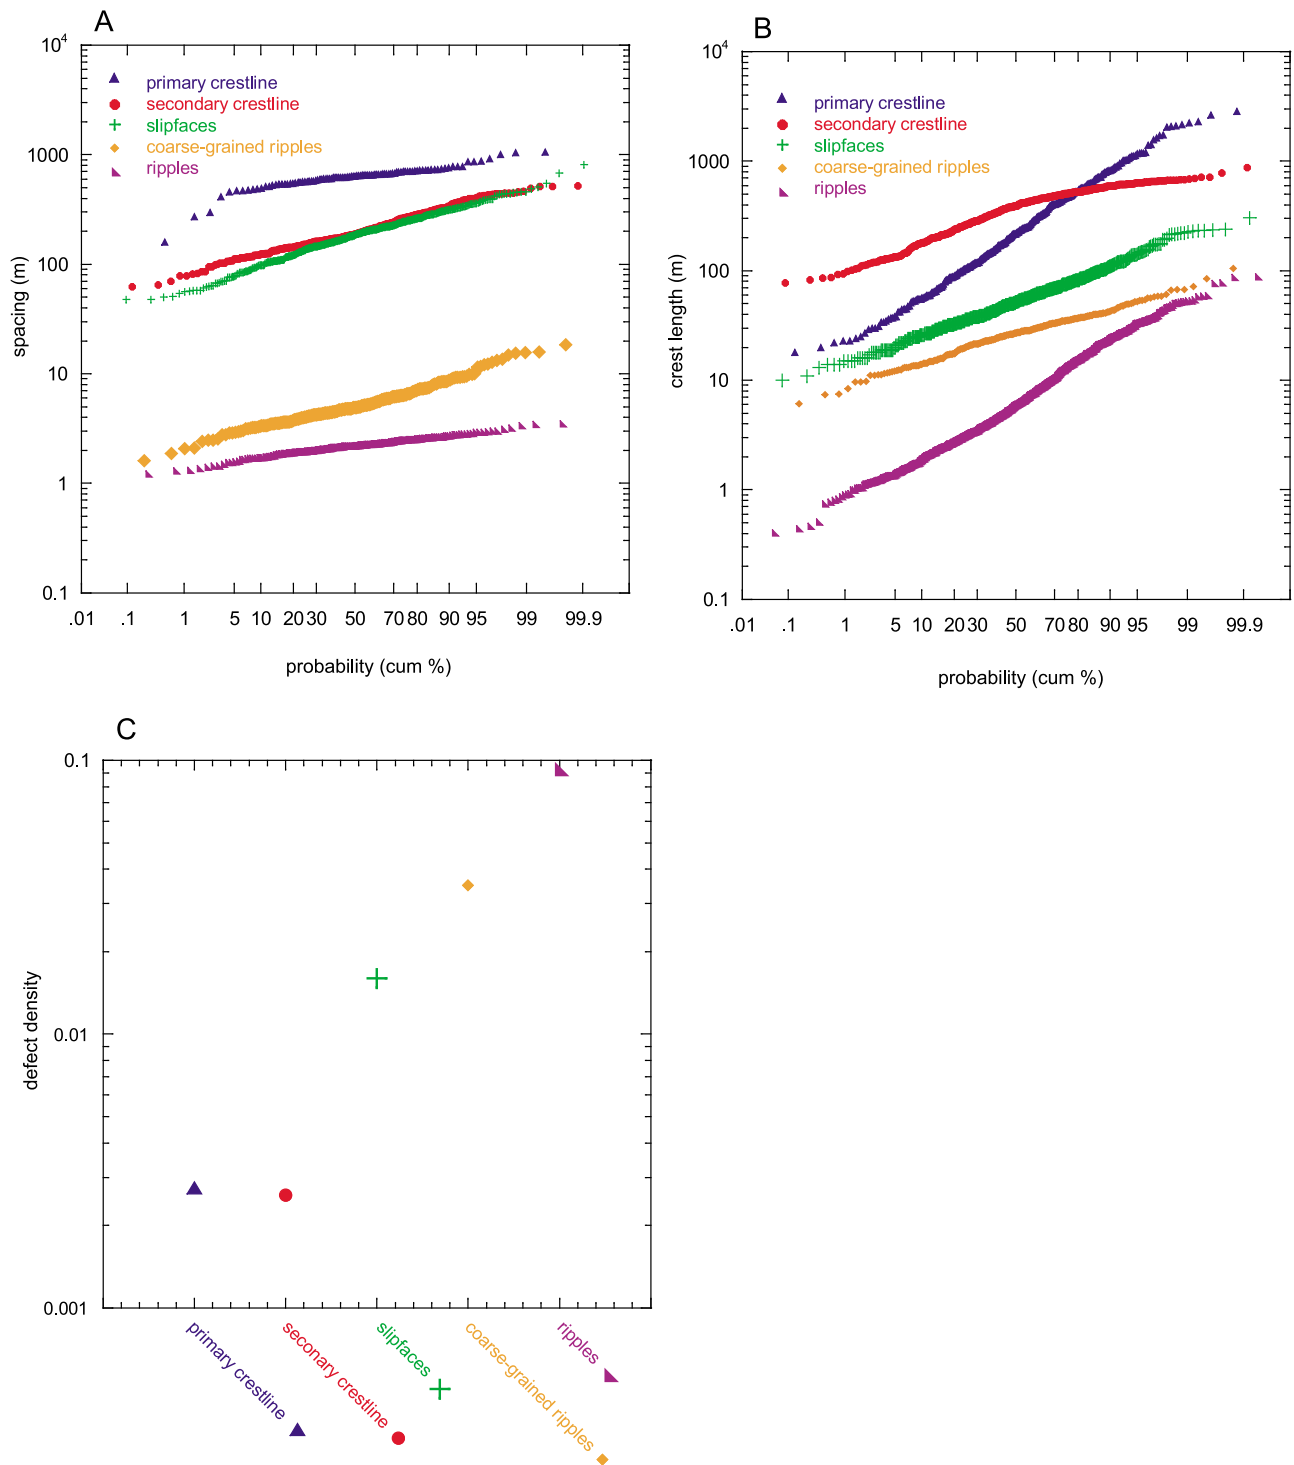 A
10⁴
1000
100
10
1
0.1
spacing (m)
primary crestline
secondary crestline
slipfaces
coarse-grained ripples
ripples
.01 .1 1 5 10 20 30 50 70 80 90 95 99 99.9
probability (cum %)
B
10⁴
1000
100
10
1
0.1
crest length (m)
primary crestline
secondary crestline
slipfaces
coarse-grained ripples
ripples
.01 .1 1 5 10 20 30 50 70 80 90 95 99 99.9
probability (cum %)
C
0.1
0.01
0.001
defect density
primary crestline
seconary crestline
slipfaces
coarse-grained ripples
ripples